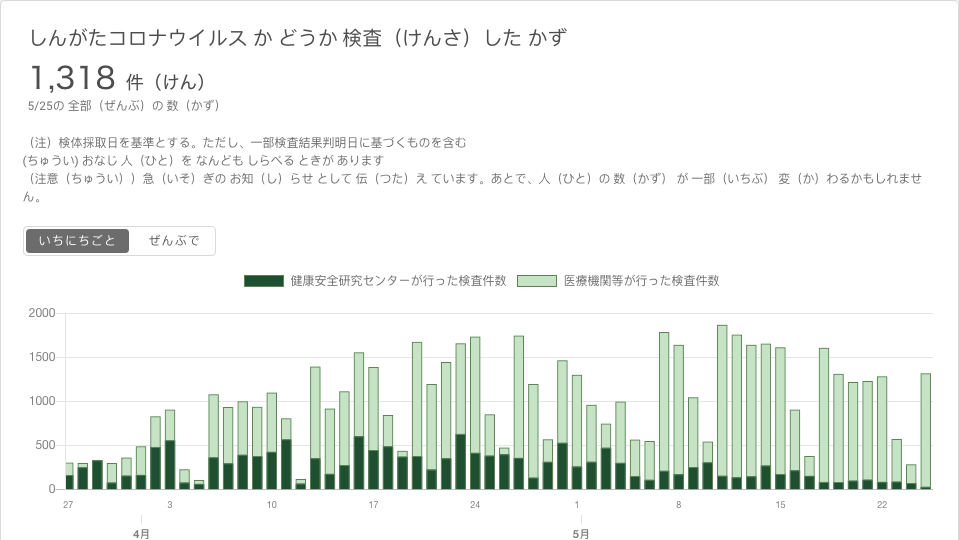 しんがたコロナウイルス か どうか 検査（けんさ）した かず
1,318 件（けん）
5/25の 全部（ぜんぶ）の 数（かず）
（注）検体採取日を基準とする。ただし、一部検査結果判明日に基づくものを含む
(ちゅうい) おなじ 人（ひと）を なんども しらべる ときが あります
（注意（ちゅうい））急（いそ）ぎの お知（し）らせ として 伝（つた）え ています。あとで、人（ひと）の 数（かず） が 一部（いちぶ） 変（か）わるかもしれませ
ん。
いちにちごと ぜんぶで
健康安全研究センターが行った検査件数 医療機関等が行った検査件数
2000
1500
1000
500
0
27 3 10 17 24 1 8 15 22
4月 5月